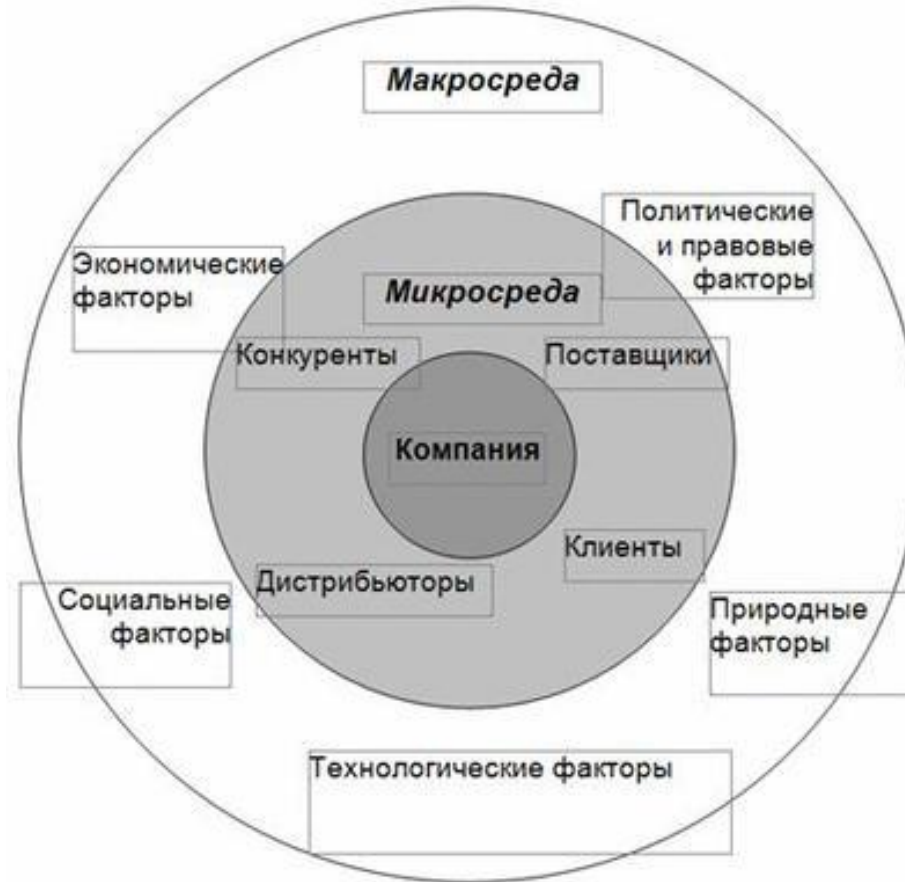 Макросреда
Политические
и правовые
факторы
Экономические
факторы
Микросреда
Конкуренты
Поставщики
Компания
Клиенты
Дистрибьюторы
Социальные
факторы
Природные
факторы
Технологические факторы